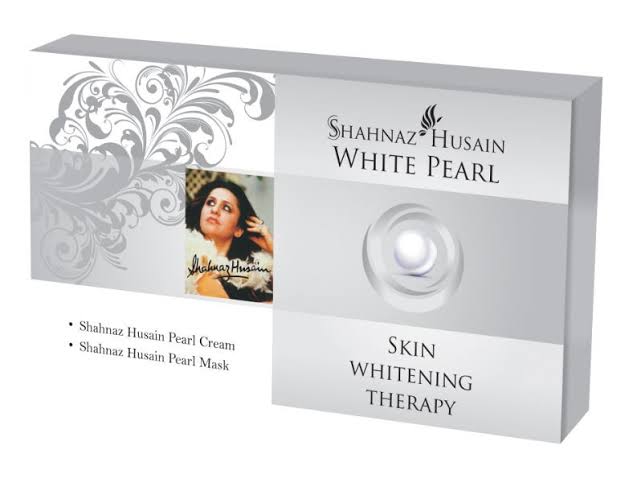 SHAHNAZ HUSAIN
WHITE PEARL
Shahnaz Husain
• Shahnaz Husain Pearl Cream
• Shahnaz Husain Pearl Mask
SKIN
WHITENING
THERAPY